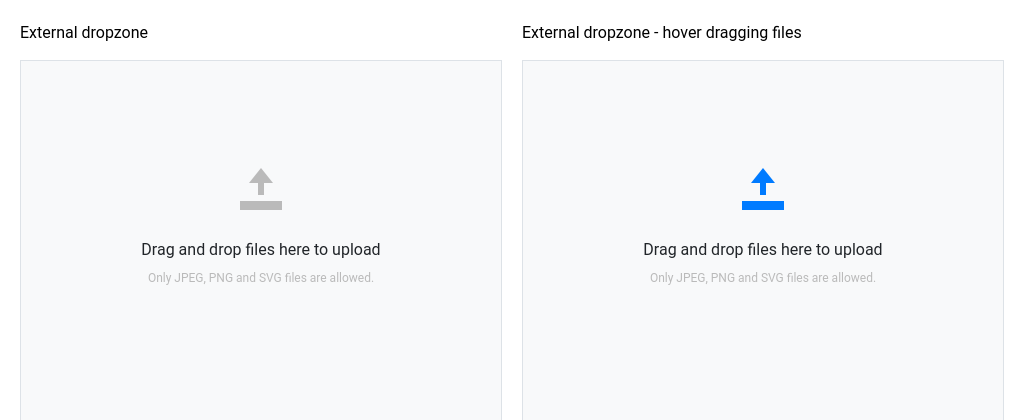 External dropzone
External dropzone - hover dragging files
Drag and drop files here to upload
Only JPEG, PNG and SVG files are allowed.
Drag and drop files here to upload
Only JPEG, PNG and SVG files are allowed.